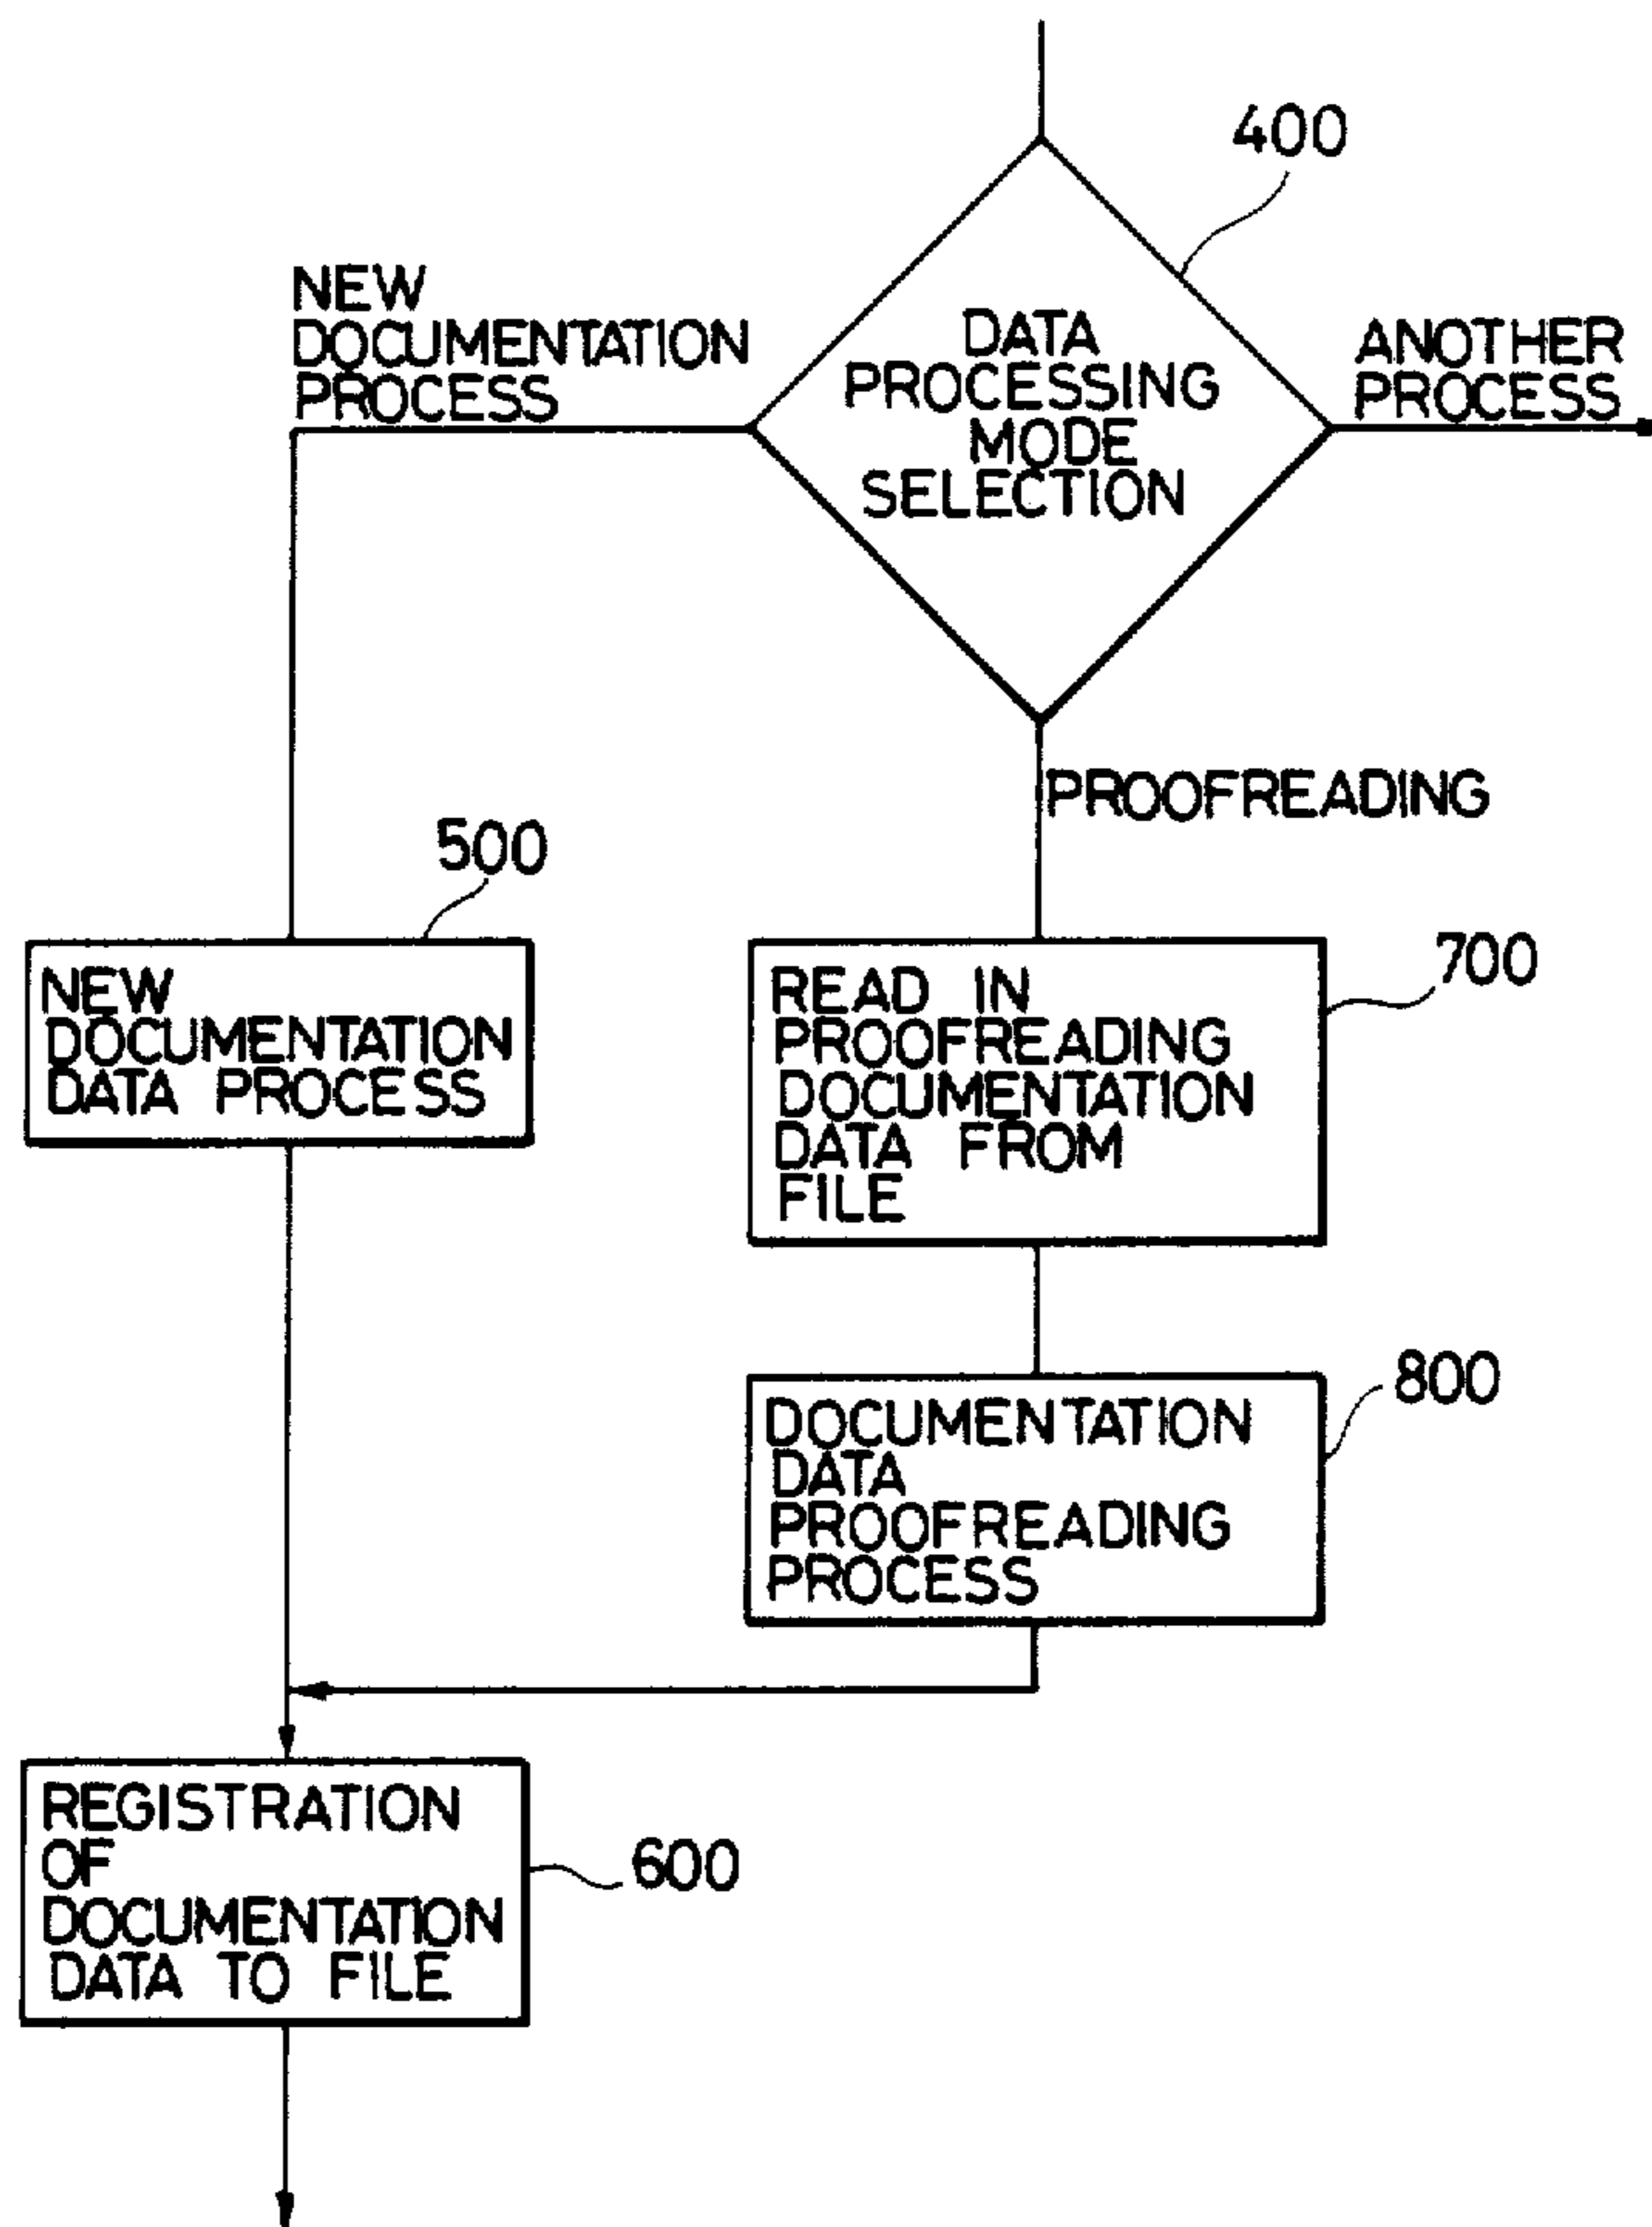 400
NEW
DOCUMENTATION
PROCESS
DATA
PROCESSING
MODE
SELECTION
ANOTHER
PROCESS
PROOFREADING
500
NEW
DOCUMENTATION
DATA PROCESS
700
READ IN
PROOFREADING
DOCUMENTATION
DATA FROM
FILE
800
DOCUMENTATION
DATA
PROOFREADING
PROCESS
REGISTRATION
OF
DOCUMENTATION
DATA TO FILE
600